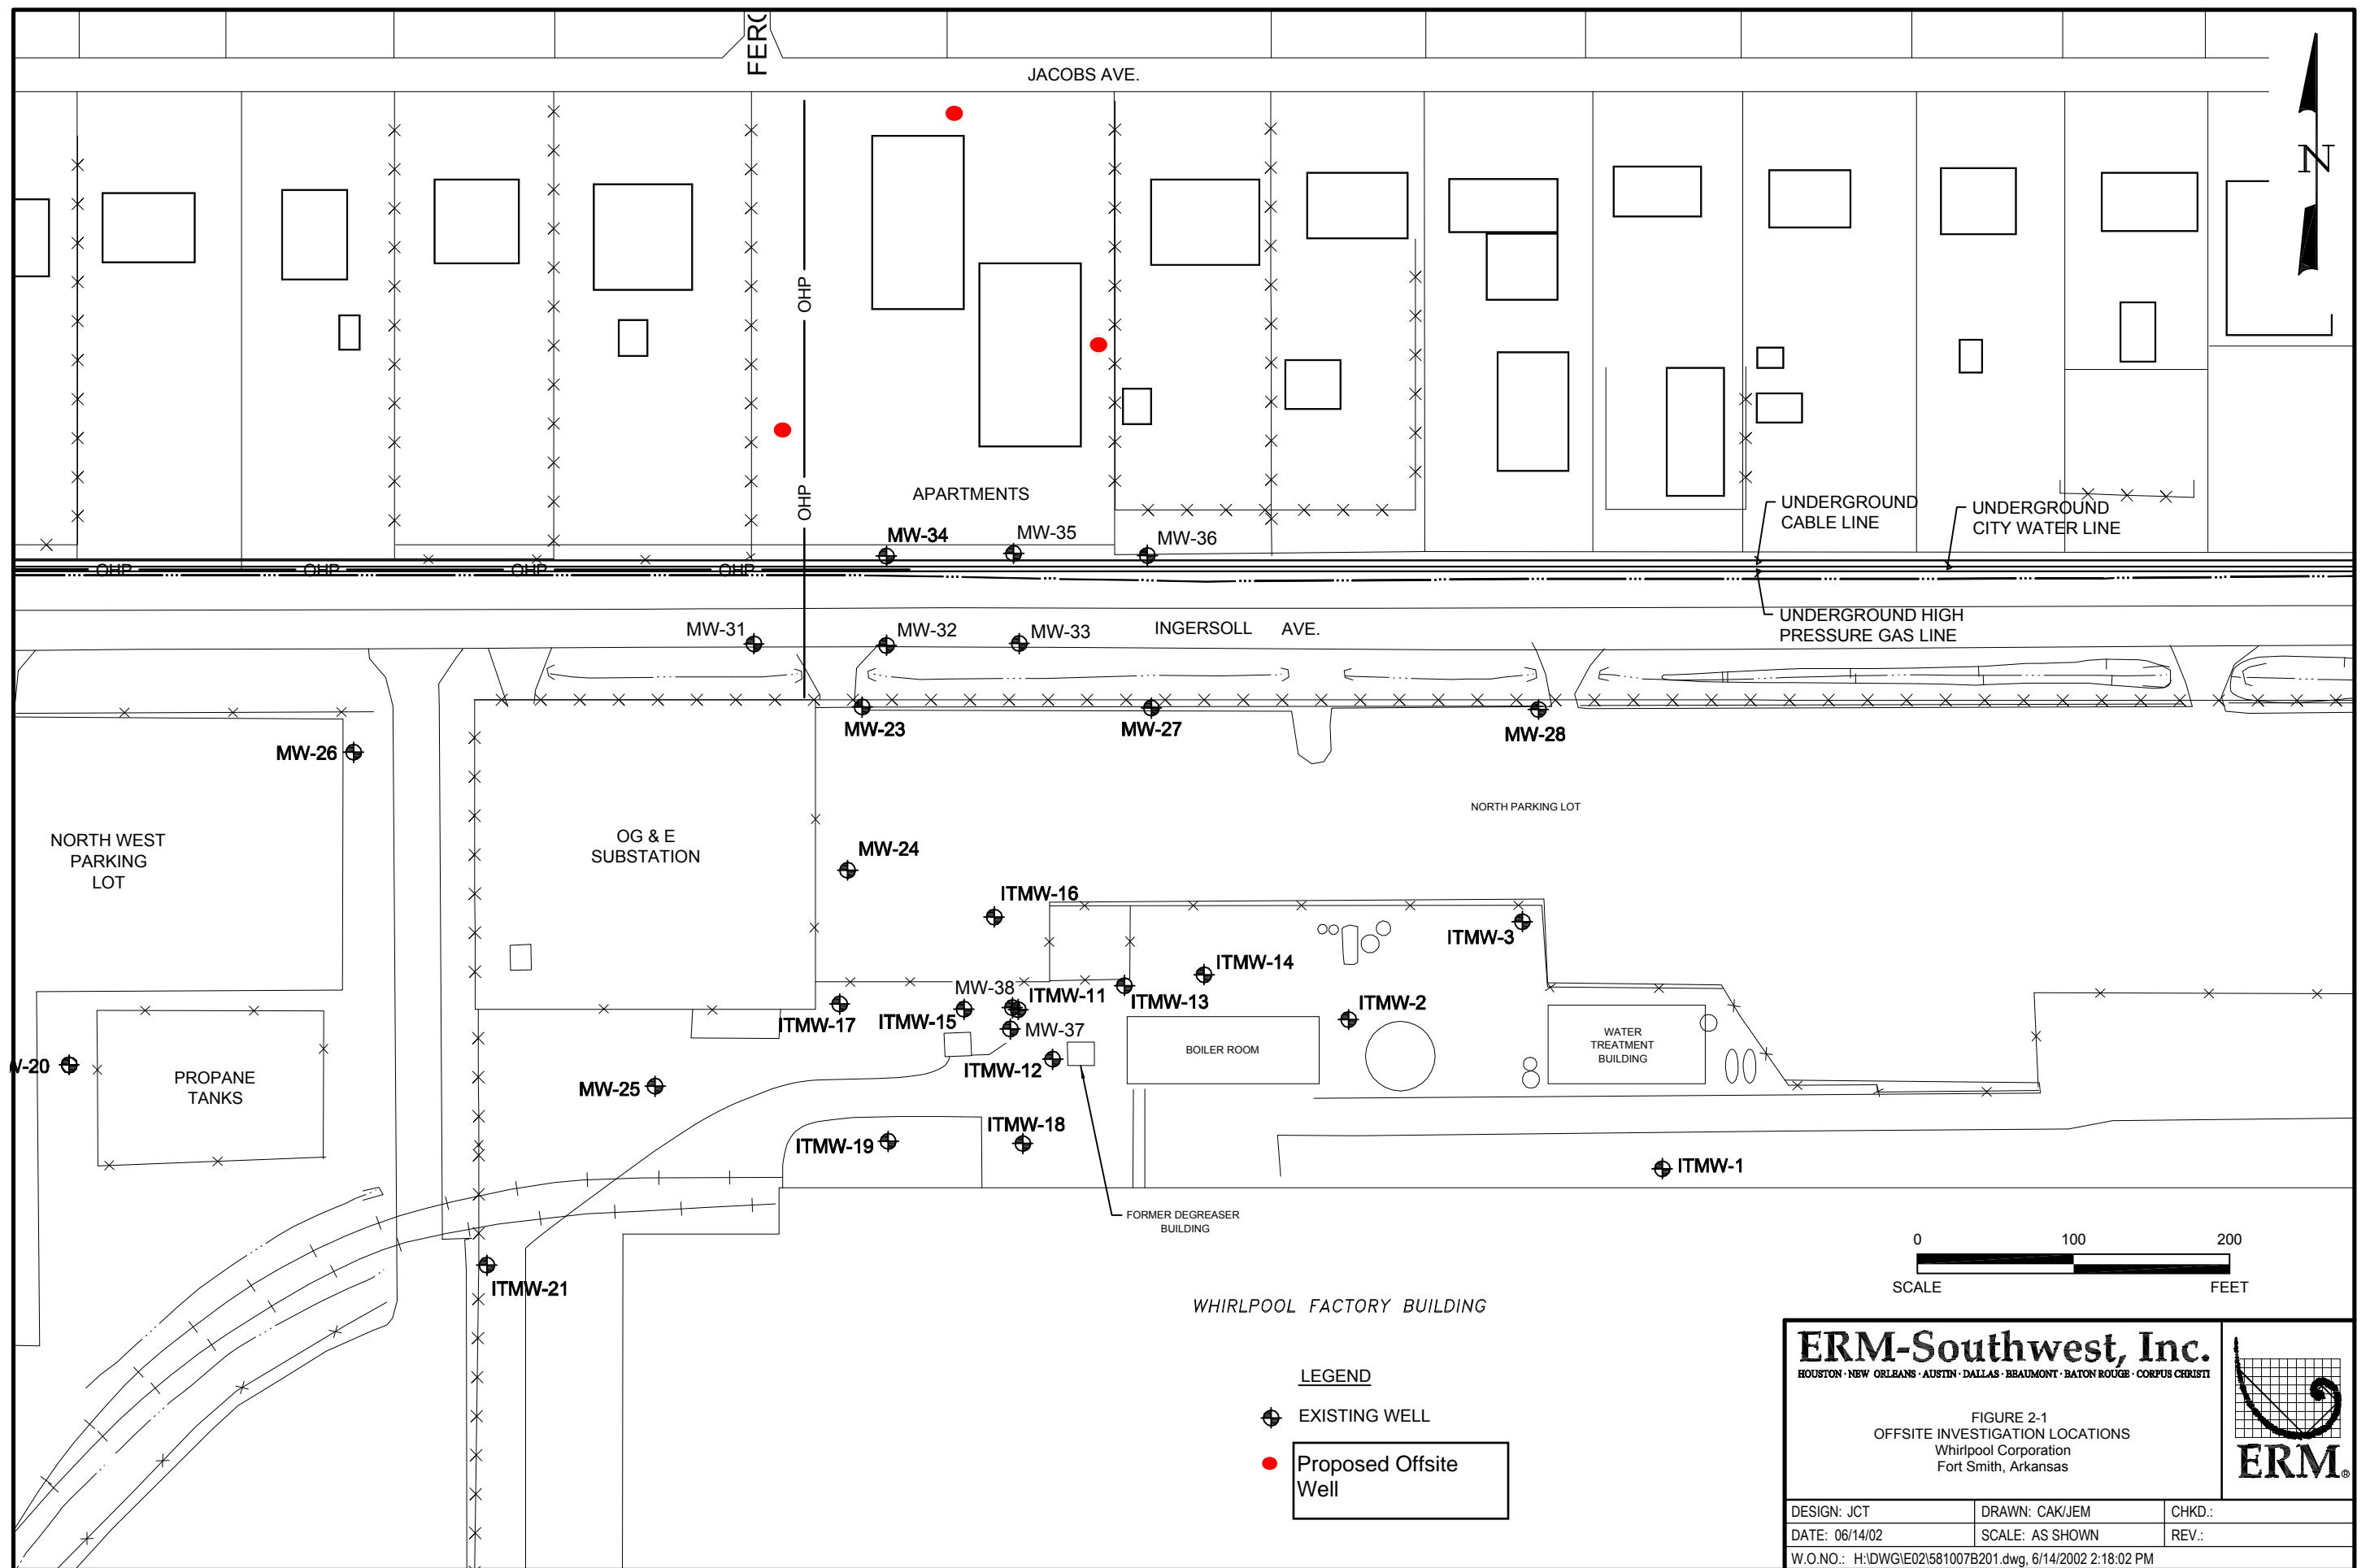 FERO
JACOBS AVE.
N
OHP
OHP
APARTMENTS
UNDERGROUND
CABLE LINE
UNDERGROUND
CITY WATER LINE
MW-34
MW-35
MW-36
OHP
OHP
OHP
OHP
UNDERGROUND HIGH
PRESSURE GAS LINE
MW-31
MW-32
MW-33
INGERSOLL AVE.
MW-23
MW-27
MW-28
MW-26
NORTH PARKING LOT
NORTH WEST
PARKING
LOT
OG & E
SUBSTATION
MW-24
ITMW-16
ITMW-3
ITMW-14
MW-38
ITMW-11
ITMW-13
ITMW-2
ITMW-17
ITMW-15
MW-37
WATER
TREATMENT
BUILDING
BOILER ROOM
ITMW-12
-20
PROPANE
TANKS
MW-25
ITMW-18
ITMW-19
ITMW-1
FORMER DEGREASER
BUILDING
0 100 200
SCALE FEET
ITMW-21
WHIRLPOOL FACTORY BUILDING
LEGEND
EXISTING WELL
Proposed Offsite
Well
ERM-Southwest, Inc.
HOUSTON · NEW ORLEANS · AUSTIN · DALLAS · BEAUMONT · BATON ROUGE · CORPUS CHRISTI
FIGURE 2-1
OFFSITE INVESTIGATION LOCATIONS
Whirlpool Corporation
Fort Smith, Arkansas
ERM®
DESIGN: JCT DRAWN: CAK/JEM CHKD.:
DATE: 06/14/02 SCALE: AS SHOWN REV.:
W.O.NO.: H:\DWG\E02\581007B201.dwg, 6/14/2002 2:18:02 PM